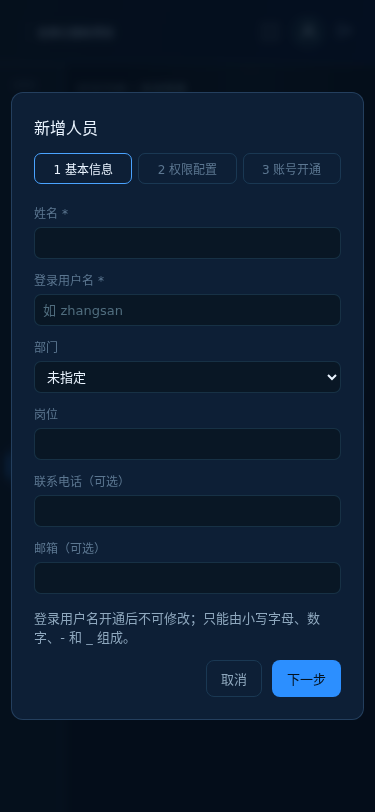 新增人员
1 基本信息
2 权限配置
3 账号开通
姓名 *
登录用户名 *
如 zhangsan
部门
未指定
岗位
联系电话（可选）
邮箱（可选）
登录用户名开通后不可修改；只能由小写字母、数
字、- 和 _ 组成。
取消
下一步